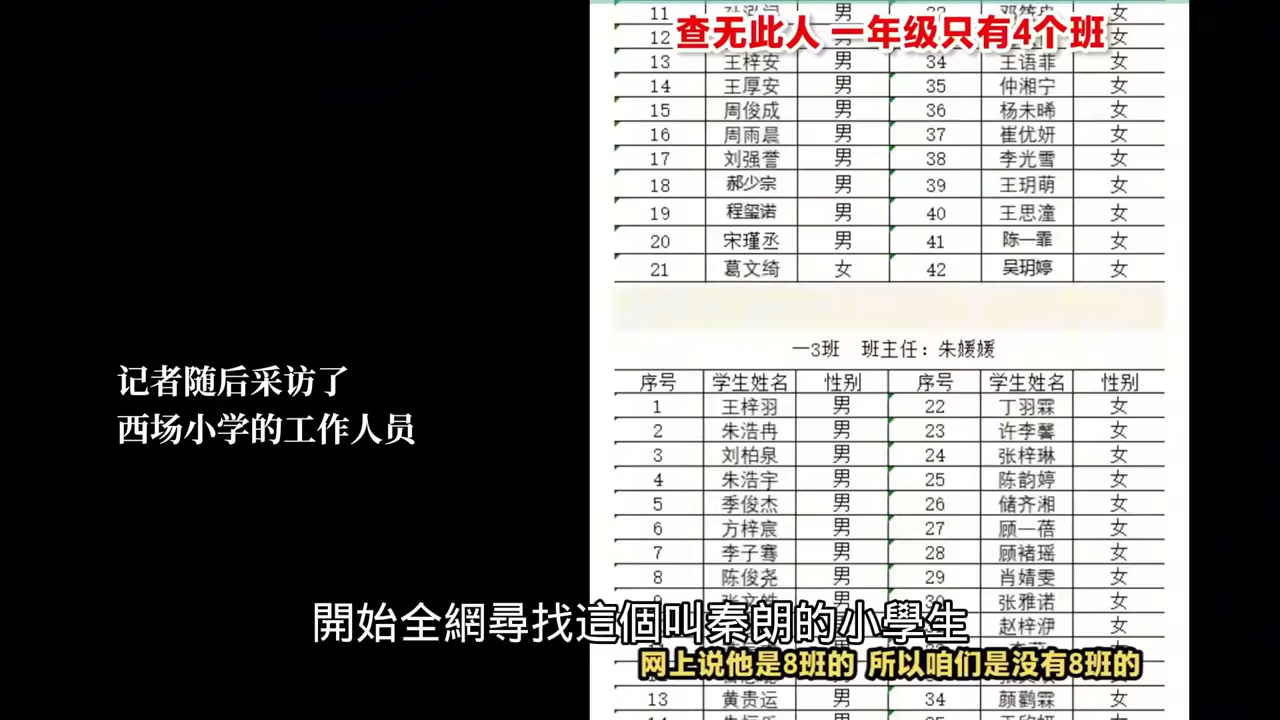 查无此人 一年级只有4个班
11 男 女
12 男 女
13 王梓安 男 34 王语菲 女
14 王厚安 男 35 仲湘宁 女
15 周俊成 男 36 杨未晞 女
16 周雨晨 男 37 崔优妍 女
17 刘强誉 男 38 李光雪 女
18 郝少宗 男 39 王玥萌 女
19 程玺诺 男 40 王思潼 女
20 宋瑾丞 男 41 陈一霏 女
21 葛文绮 女 42 吴玥婷 女
一3班 班主任：朱媛媛
序号 学生姓名 性别 序号 学生姓名 性别
1 王梓羽 男 22 丁羽霖 女
2 朱浩冉 男 23 许李馨 女
3 刘柏泉 男 24 张梓琳 女
4 朱浩宇 男 25 陈韵婷 女
5 季俊杰 男 26 储齐湘 女
6 方梓宸 男 27 顾一蓓 女
7 李子骞 男 28 顾褚瑶 女
8 陈俊尧 男 29 肖婧雯 女
男 张雅诺 女
赵梓洢 女
13 黄贵运 男 34 颜鹳霖 女
记者随后采访了
西场小学的工作人员
開始全網尋找這個叫秦朗的小學生
网上说他是8班的 所以咱们是没有8班的